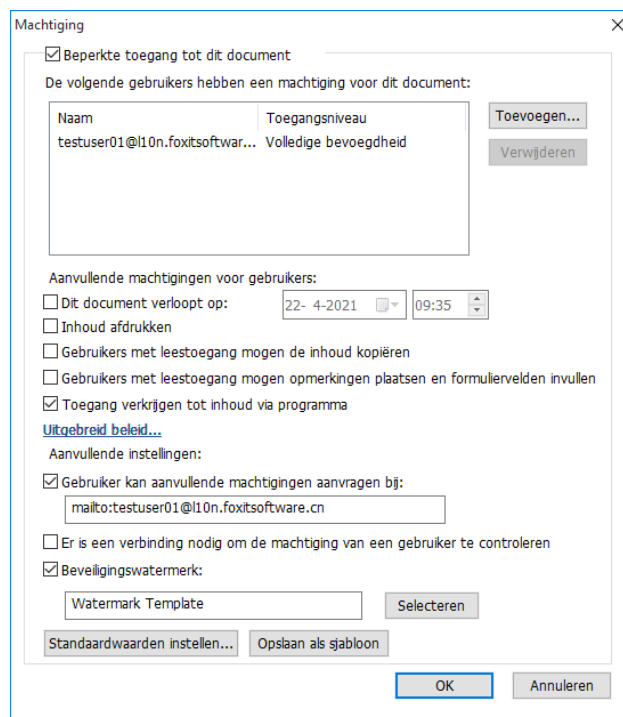 Machtiging
Beperkte toegang tot dit document
De volgende gebruikers hebben een machtiging voor dit document:
Naam Toegangsniveau
testuser01@l10n.foxitsoftwar... Volledige bevoegdheid
Toevoegen...
Verwijderen
Aanvullende machtigingen voor gebruikers:
Dit document verloopt op: 22- 4-2021 09:35
Inhoud afdrukken
Gebruikers met leestoegang mogen de inhoud kopiëren
Gebruikers met leestoegang mogen opmerkingen plaatsen en formuliervelden invullen
Toegang verkrijgen tot inhoud via programma
Uitgebreid beleid...
Aanvullende instellingen:
Gebruiker kan aanvullende machtigingen aanvragen bij:
mailto:testuser01@l10n.foxitsoftware.cn
Er is een verbinding nodig om de machtiging van een gebruiker te controleren
Beveiligingswatermerk:
Watermark Template Selecteren
Standaardwaarden instellen... Opslaan als sjabloon
OK Annuleren